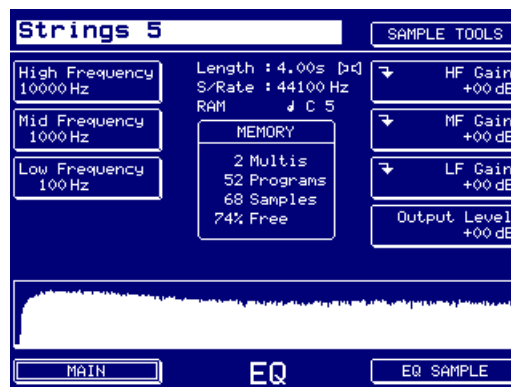 Strings 5
SAMPLE TOOLS
High Frequency
10000 Hz
Mid Frequency
1000 Hz
Low Frequency
100 Hz
Length : 4.00s
S/Rate : 44100 Hz
RAM C 5
MEMORY
2 Multis
52 Programs
68 Samples
74% Free
HF Gain
+00 dB
MF Gain
+00 dB
LF Gain
+00 dB
Output Level
+00 dB
MAIN
EQ
EQ SAMPLE